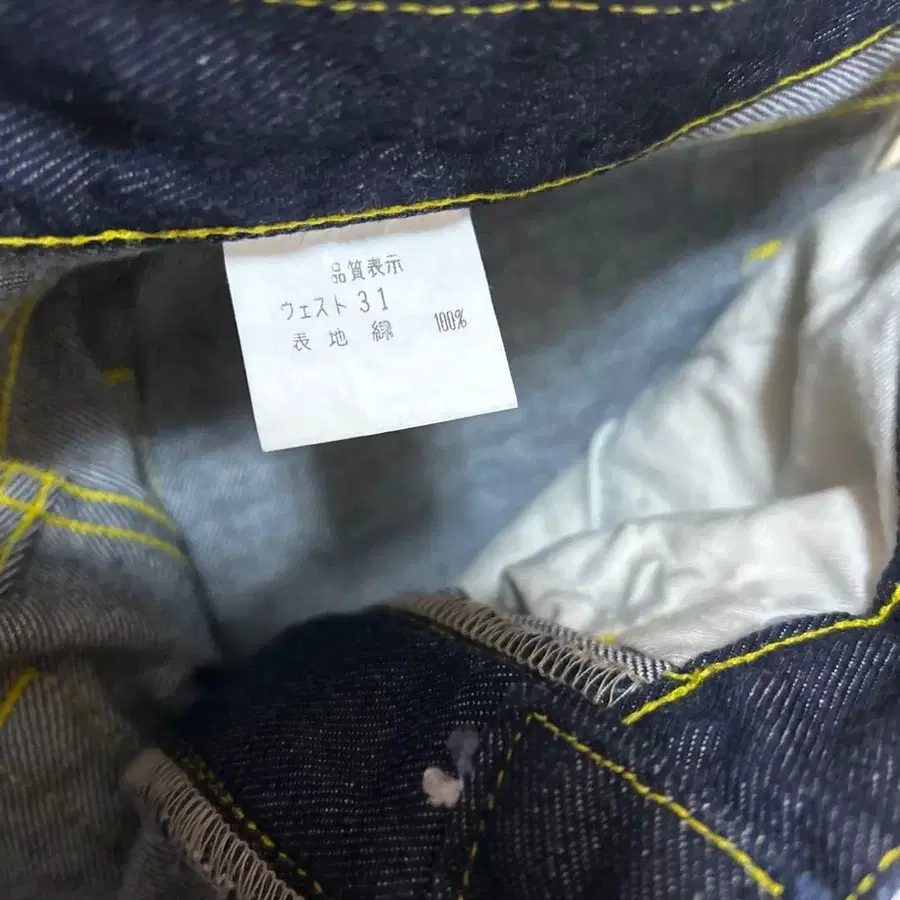 品質表示
ウェスト 31
表 地 綿 100%